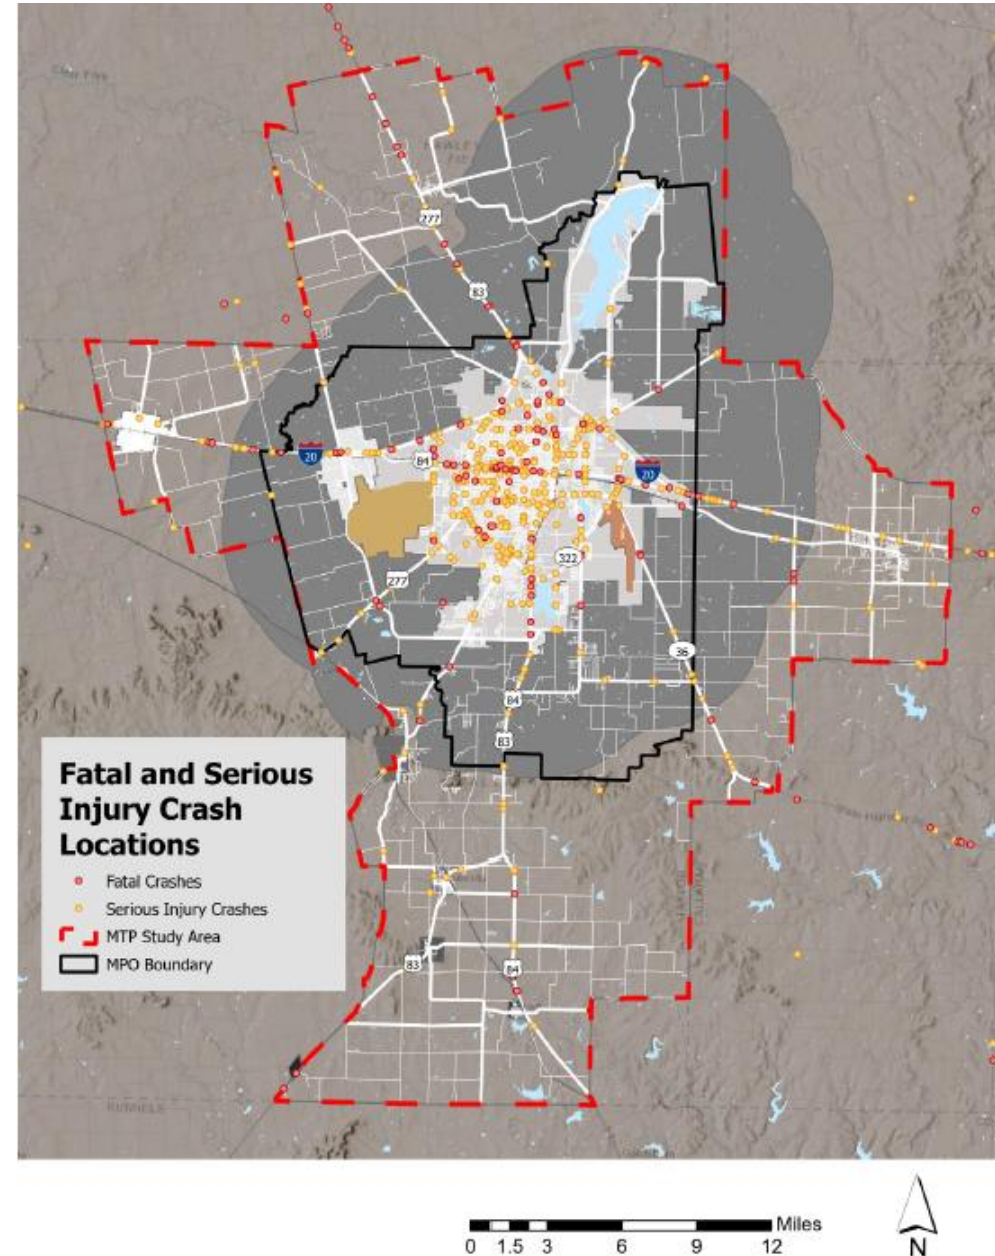 277
83
20
84
20
322
277
36
84
83
Fatal and Serious
Injury Crash
Locations
Fatal Crashes
Serious Injury Crashes
MTP Study Area
MPO Boundary
83
84
RUNNELS
Miles
0 1.5 3 6 9 12
N